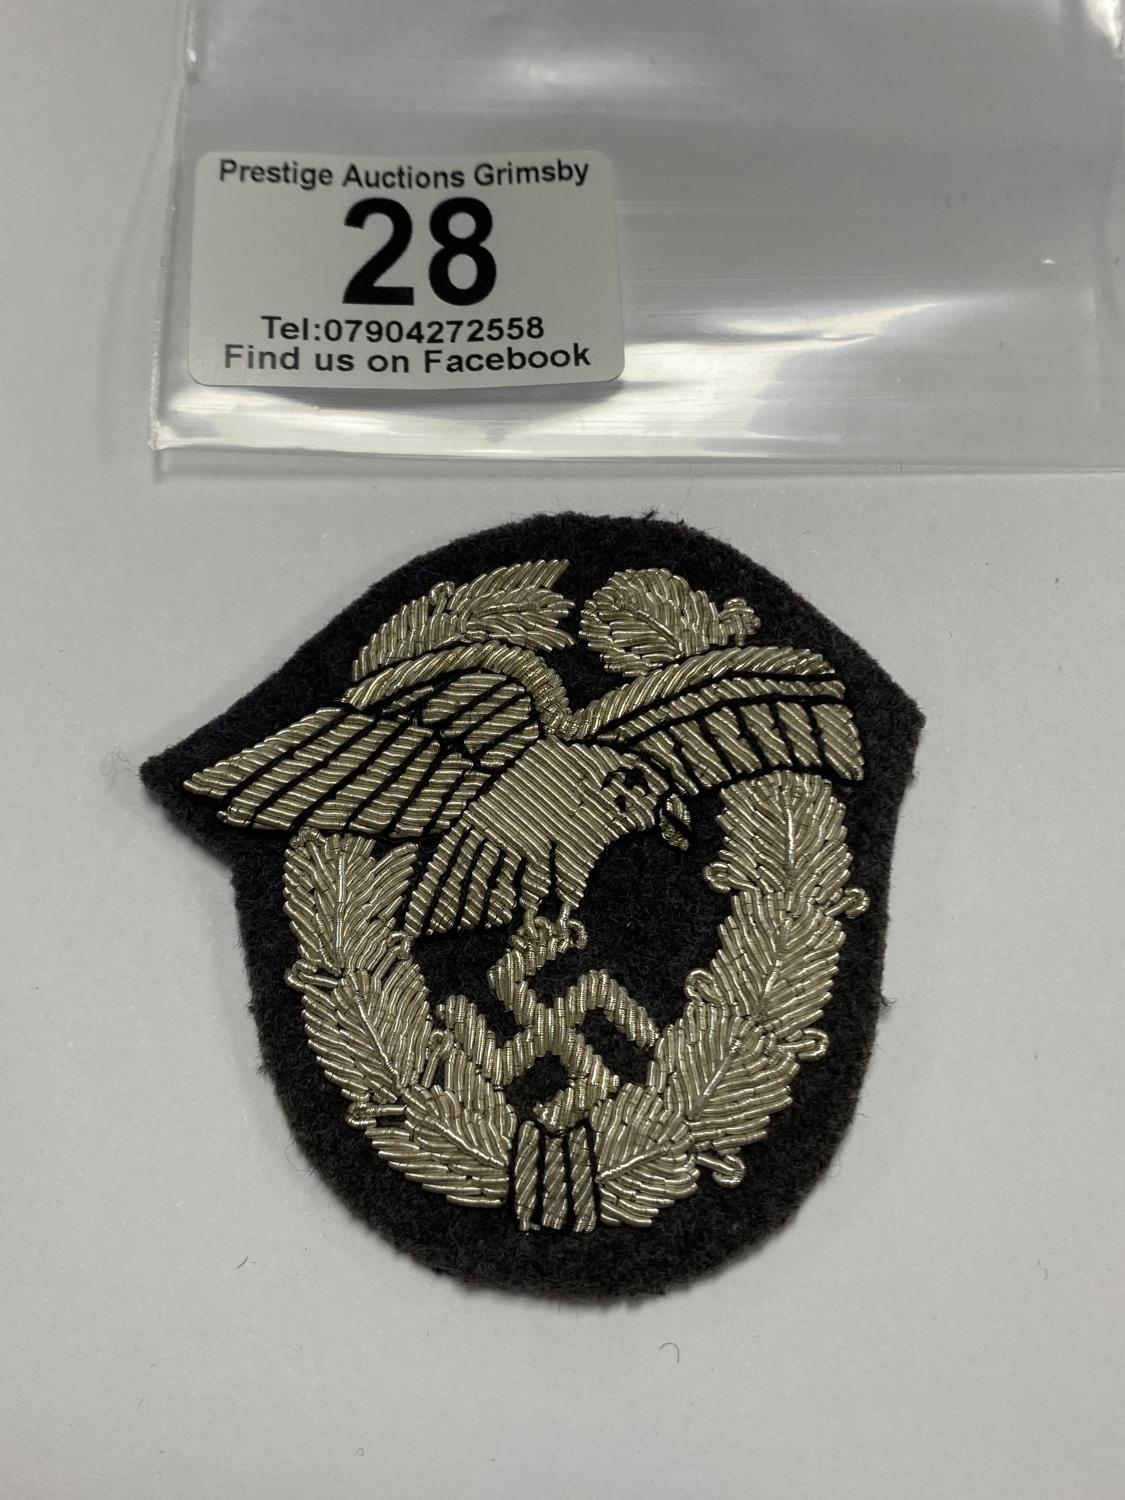 Prestige Auctions Grimsby
28
Tel:07904272558
Find us on Facebook